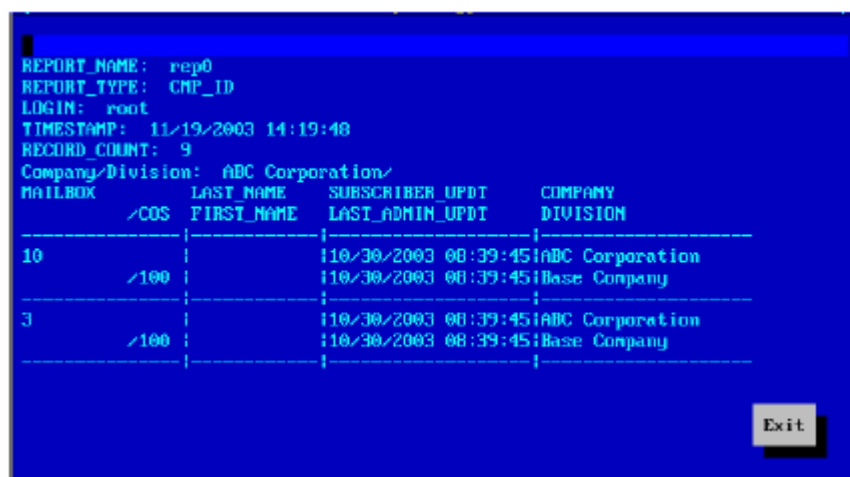 REPORT_NAME: rep0
REPORT_TYPE: CMP_ID
LOGIN: root
TIMESTAMP: 11/19/2003 14:19:48
RECORD_COUNT: 9
Company/Division: ABC Corporation/
MAILBOX LAST_NAME SUBSCRIBER_UPDT COMPANY
/COS FIRST_NAME LAST_ADMIN_UPDT DIVISION
10 | |10/30/2003 08:39:45|ABC Corporation
/100 | |10/30/2003 08:39:45|Base Company
3 | |10/30/2003 08:39:45|ABC Corporation
/100 | |10/30/2003 08:39:45|Base Company
Exit